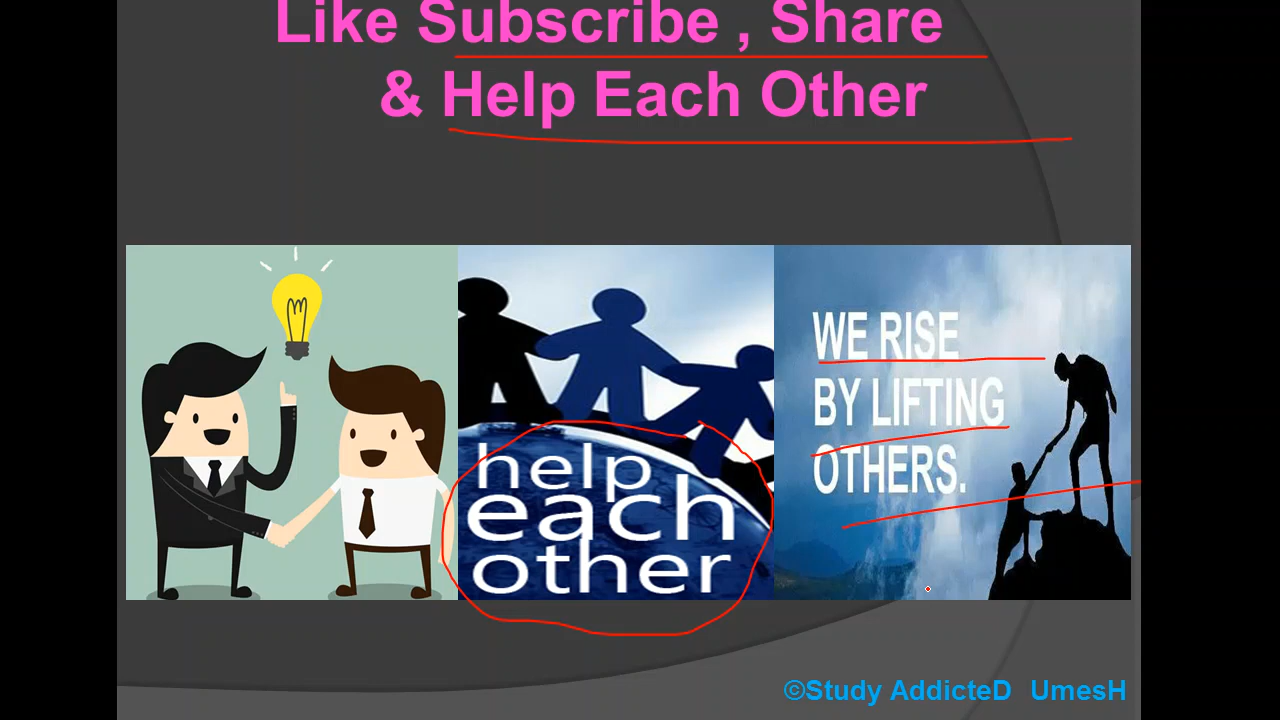 Like Subscribe , Share
& Help Each Other
help
each
other
WE RISE
BY LIFTING
OTHERS.
©Study AddicteD UmesH